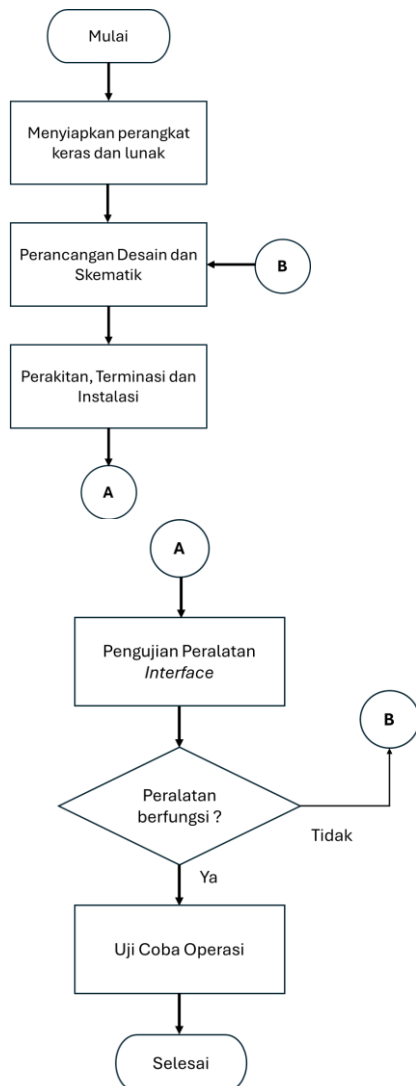 Mulai
Menyiapkan perangkat
keras dan lunak
Perancangan Desain dan
Skematik
B
Perakitan, Terminasi dan
Instalasi
A
A
Pengujian Peralatan
Interface
B
Peralatan
berfungsi ?
Tidak
Ya
Uji Coba Operasi
Selesai